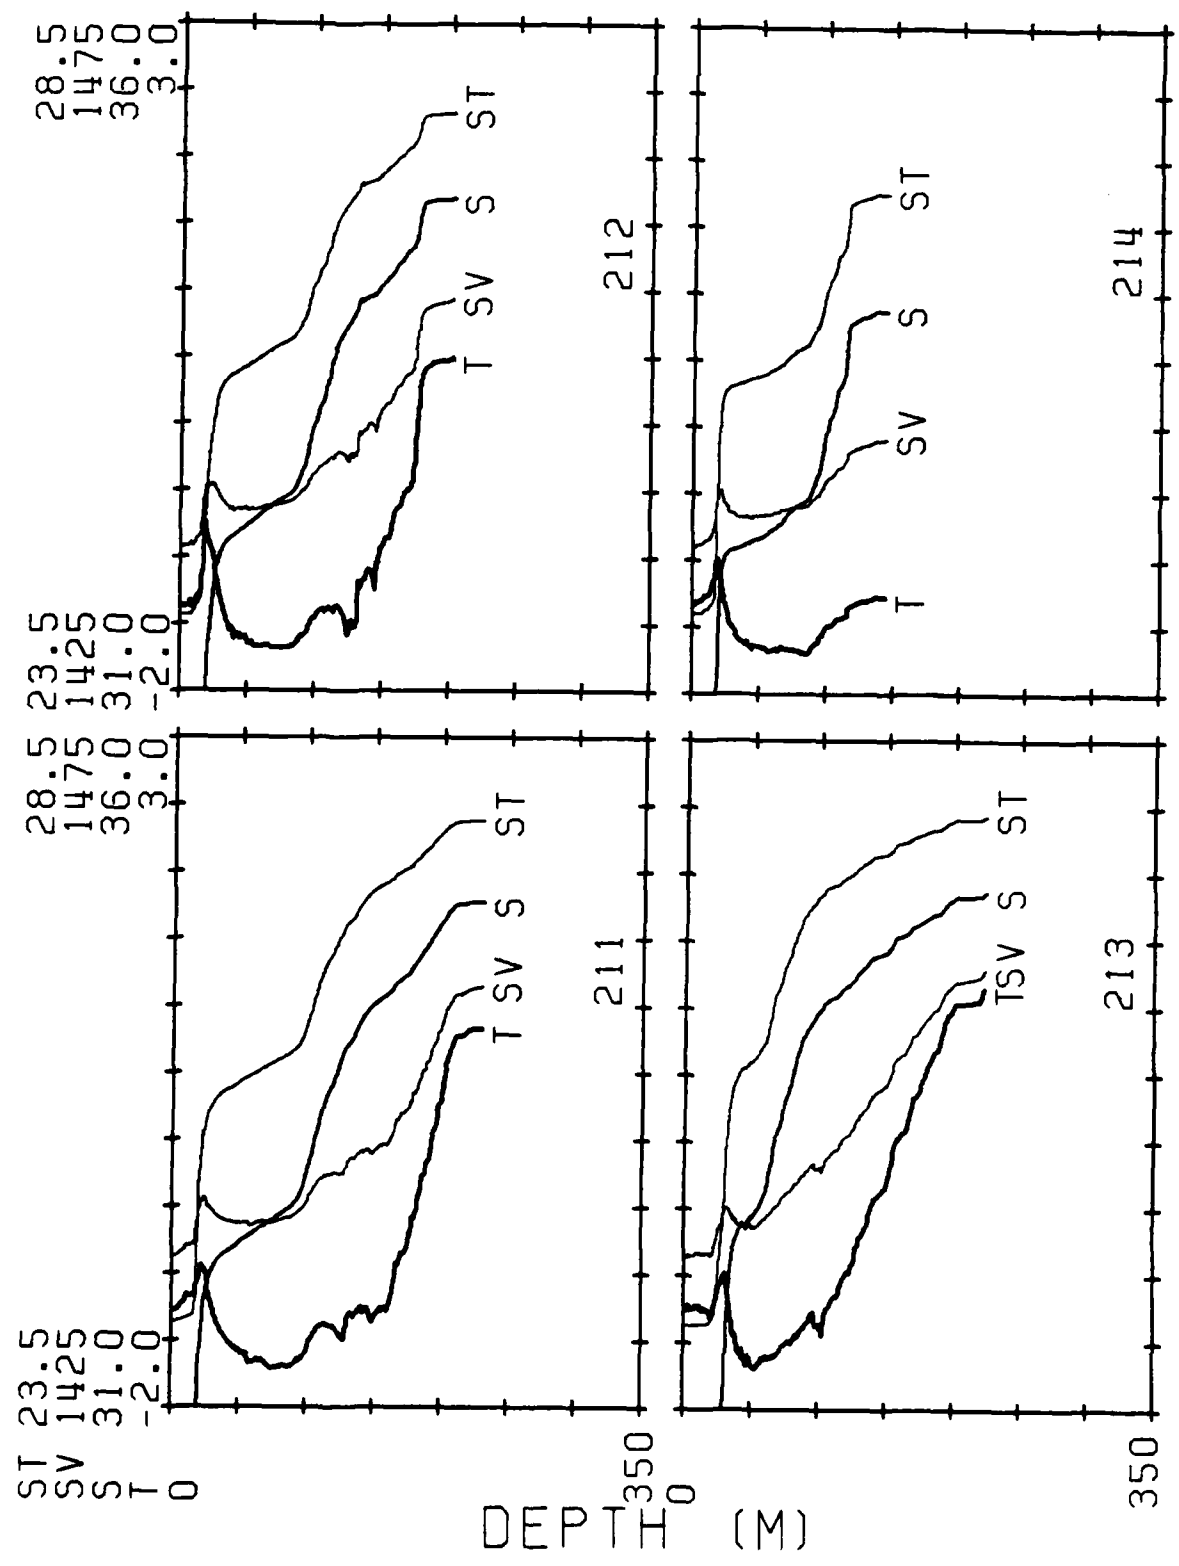 ST 23.5 28.5 23.5 28.5
SV 1425 1475 1425 1475
S 31.0 36.0 31.0 36.0
T -2.0 3.0 -2.0 3.0
0
T SV S ST
T SV S ST
211 212
350
DEPTH (M)
0
T SV S ST
TSV S ST
213 214
350